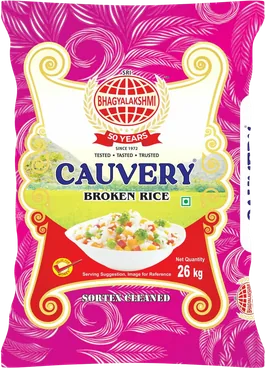 SRI
BHAGYALAKSHMI
50 YEARS
SINCE 1972
TESTED • TASTED • TRUSTED
CAUVERY®
BROKEN RICE
Net Quantity
26 kg
Serving Suggestion, Image for Reference
SORTEX CLEANED